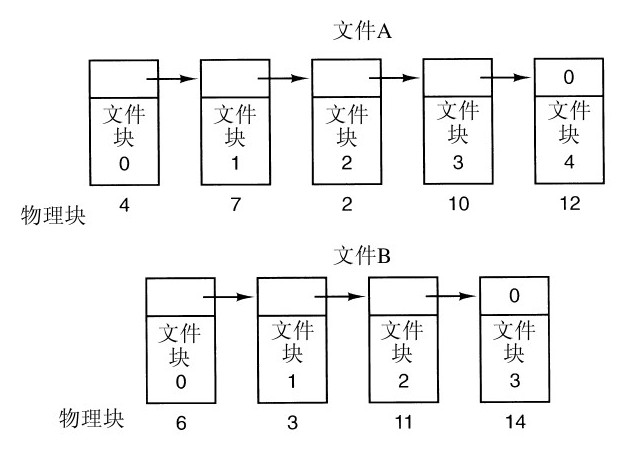 文件A
0
文件 文件 文件 文件 文件
块 块 块 块 块
0 1 2 3 4
物理块 4 7 2 10 12
文件B
0
文件 文件 文件 文件
块 块 块 块
0 1 2 3
物理块 6 3 11 14